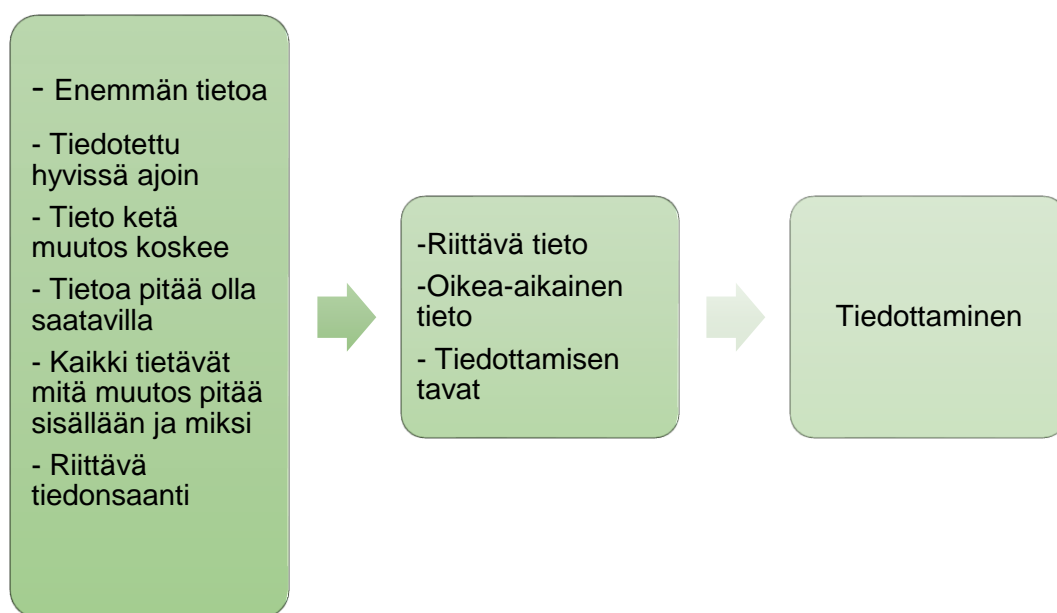 - Enemmän tietoa
- Tiedotettu
hyvissä ajoin
- Tieto ketä
muutos koskee
- Tietoa pitää olla
saatavilla
- Kaikki tietävät
mitä muutos pitää
sisällään ja miksi
- Riittävä
tiedonsaanti
-Riittävä tieto
-Oikea-aikainen
tieto
- Tiedottamisen
tavat
Tiedottaminen